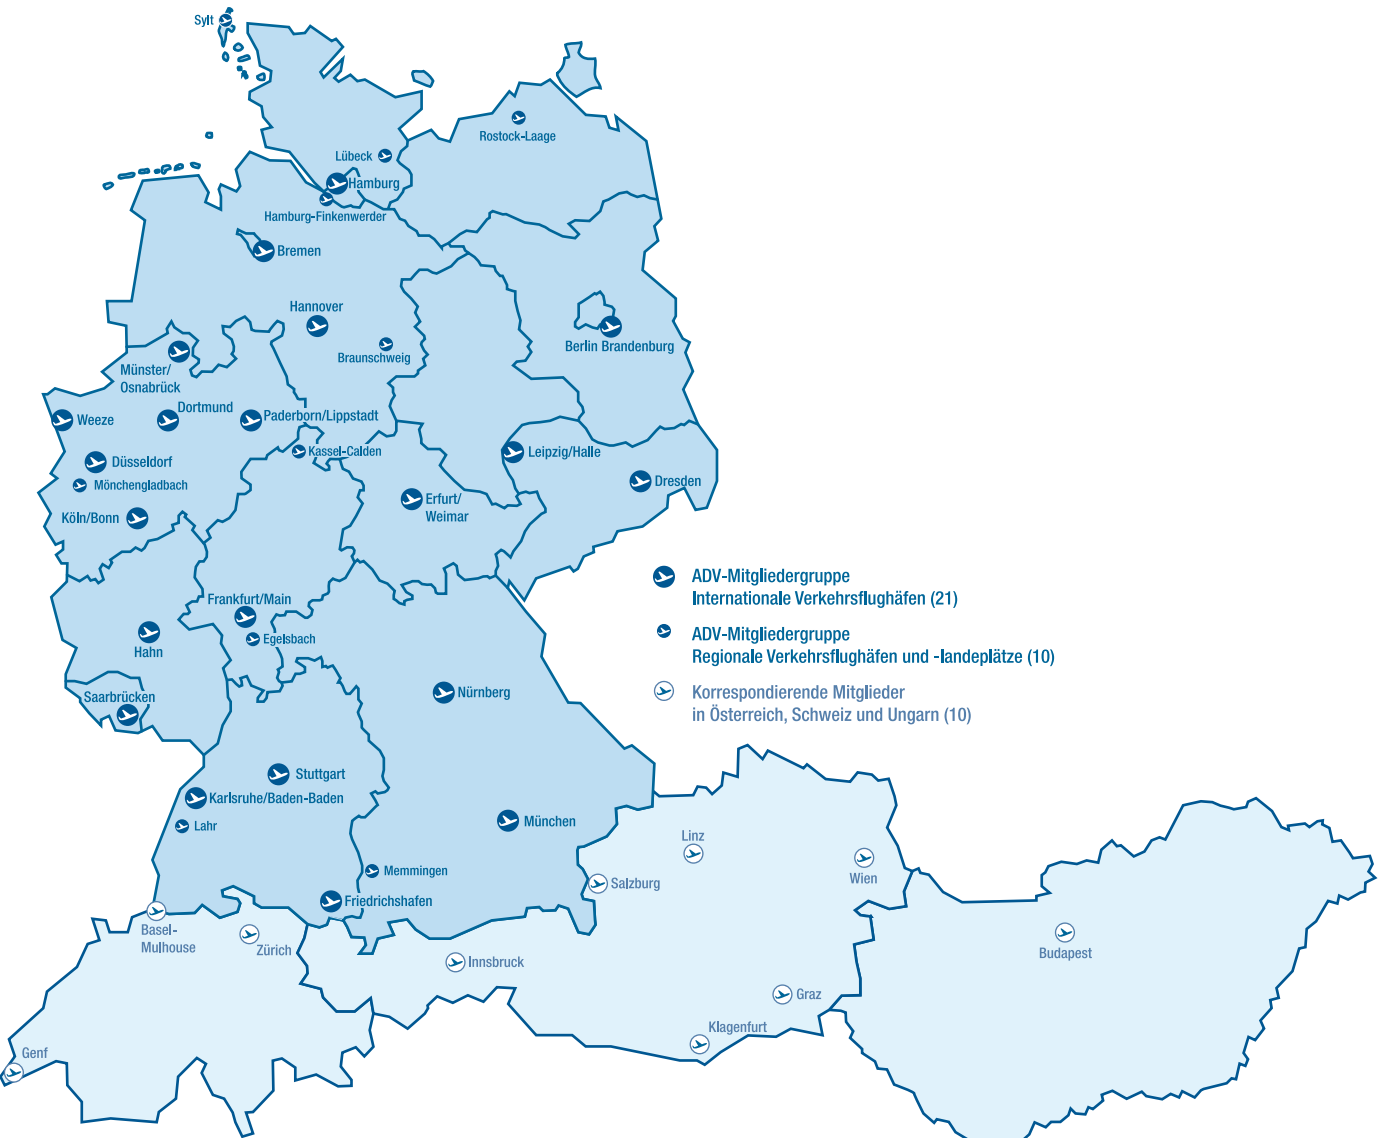 Sylt
Rostock-Laage
Lübeck
Hamburg
Hamburg-Finkenwerder
Bremen
Hannover
Braunschweig
Berlin Brandenburg
Münster/
Osnabrück
Dortmund
Weeze
Paderborn/Lippstadt
Kassel-Calden
Leipzig/Halle
Düsseldorf
Mönchengladbach
Dresden
Köln/Bonn
Erfurt/
Weimar
ADV-Mitgliedergruppe
Internationale Verkehrsflughäfen (21)
Frankfurt/Main
Egelsbach
Hahn
ADV-Mitgliedergruppe
Regionale Verkehrsflughäfen und -landeplätze (10)
Saarbrücken
Nürnberg
Korrespondierende Mitglieder
in Österreich, Schweiz und Ungarn (10)
Stuttgart
Karlsruhe/Baden-Baden
Lahr
München
Linz
Memmingen
Salzburg
Wien
Friedrichshafen
Basel-
Mulhouse
Zürich
Budapest
Innsbruck
Graz
Klagenfurt
Genf